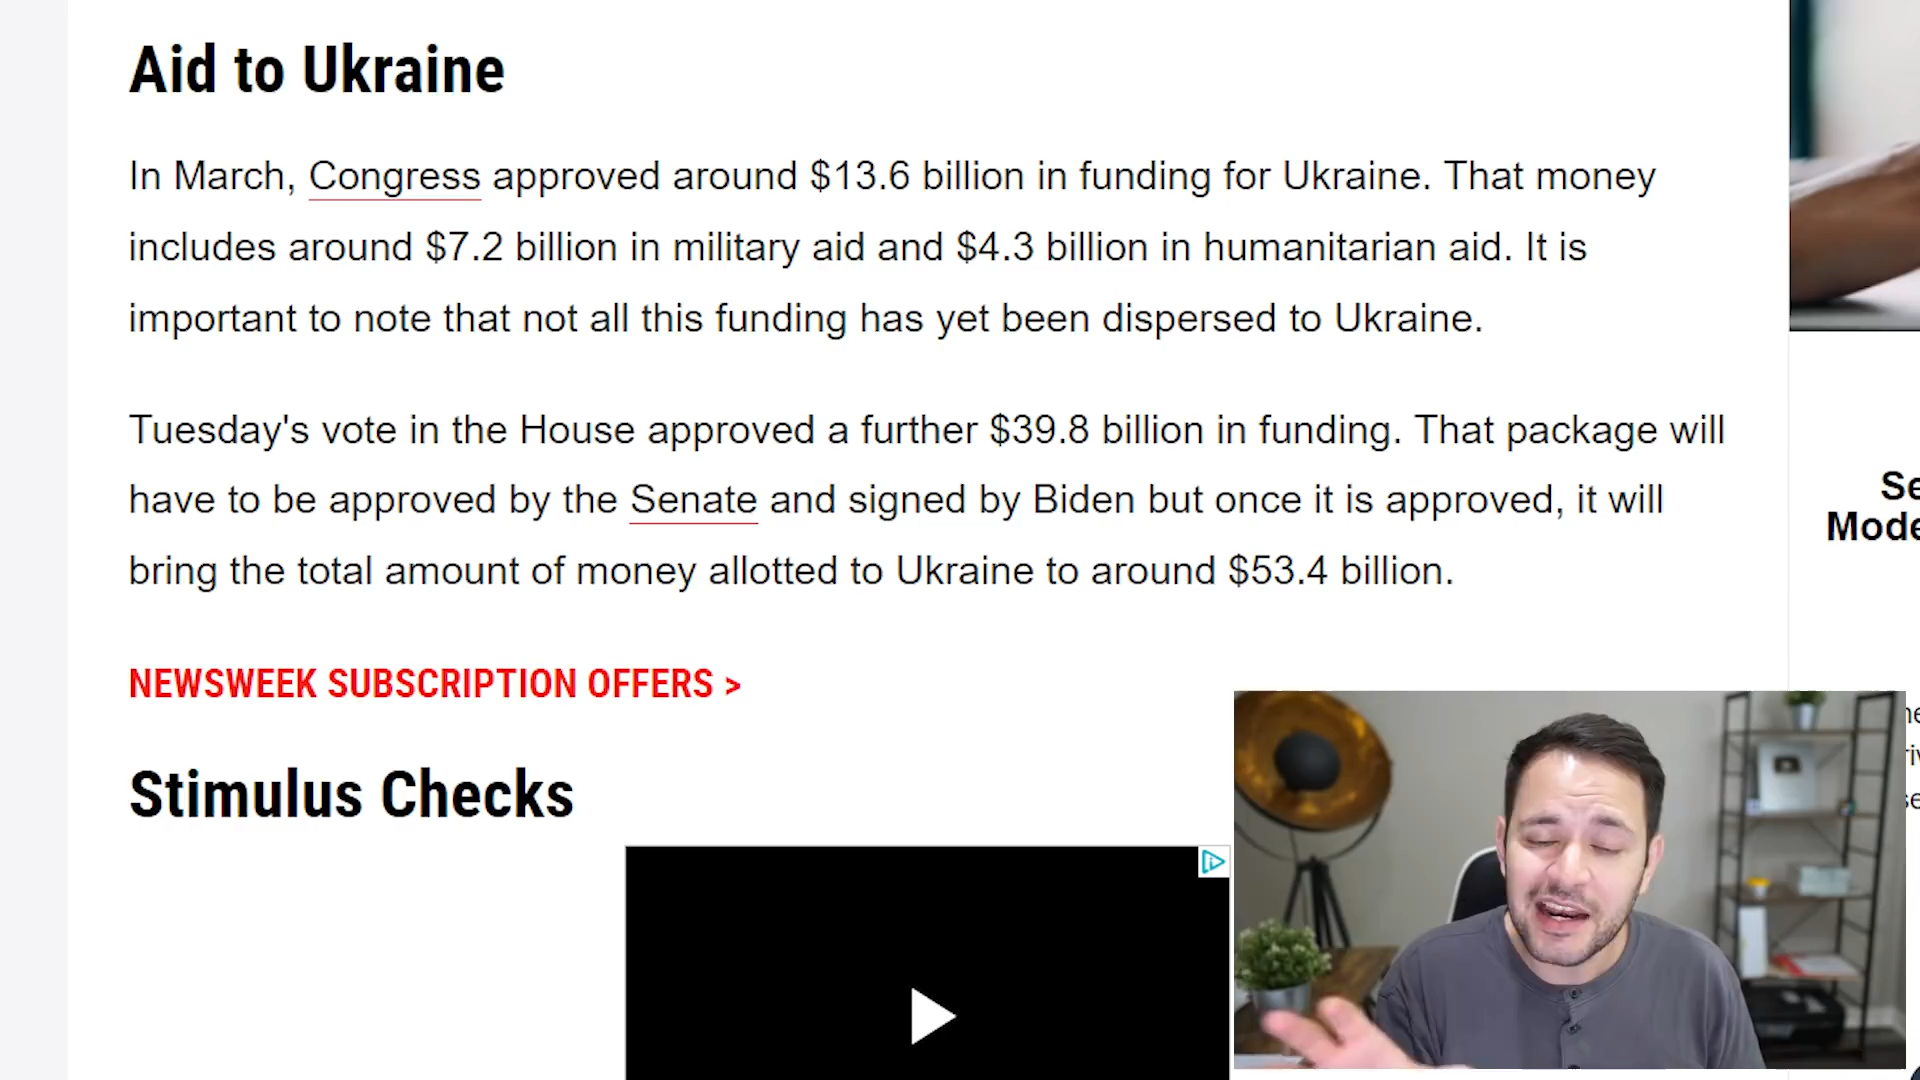 Aid to Ukraine
In March, Congress approved around $13.6 billion in funding for Ukraine. That money
includes around $7.2 billion in military aid and $4.3 billion in humanitarian aid. It is
important to note that not all this funding has yet been dispersed to Ukraine.
Tuesday's vote in the House approved a further $39.8 billion in funding. That package will
have to be approved by the Senate and signed by Biden but once it is approved, it will
bring the total amount of money allotted to Ukraine to around $53.4 billion.
NEWSWEEK SUBSCRIPTION OFFERS >
Stimulus Checks